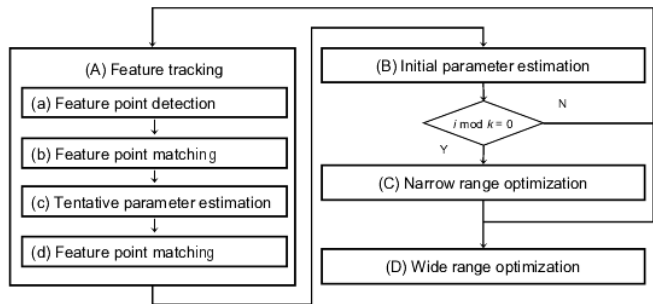 (A) Feature tracking
(a) Feature point detection
(b) Feature point matching
(c) Tentative parameter estimation
(d) Feature point matching
(B) Initial parameter estimation
i mod k = 0
N
Y
(C) Narrow range optimization
(D) Wide range optimization